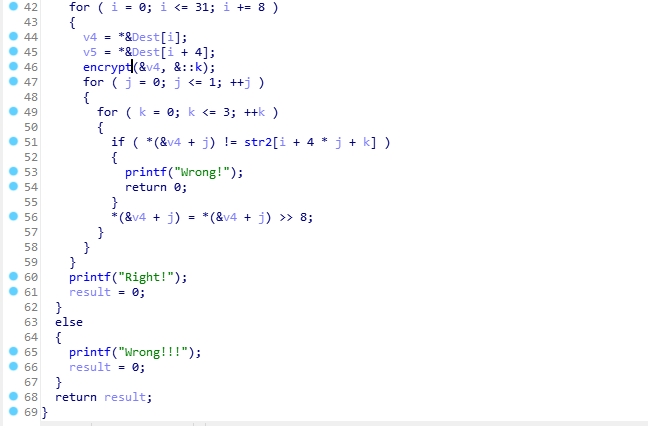 42 for ( i = 0; i <= 31; i += 8 )
43 {
44 v4 = *&Dest[i];
45 v5 = *&Dest[i + 4];
46 encrypt(&v4, &::k);
47 for ( j = 0; j <= 1; ++j )
48 {
49 for ( k = 0; k <= 3; ++k )
50 {
51 if ( *(&v4 + j) != str2[i + 4 * j + k] )
52 {
53 printf("Wrong!");
54 return 0;
55 }
56 *(&v4 + j) = *(&v4 + j) >> 8;
57 }
58 }
59 }
60 printf("Right!");
61 result = 0;
62 }
63 else
64 {
65 printf("Wrong!!!");
66 result = 0;
67 }
68 return result;
69 }